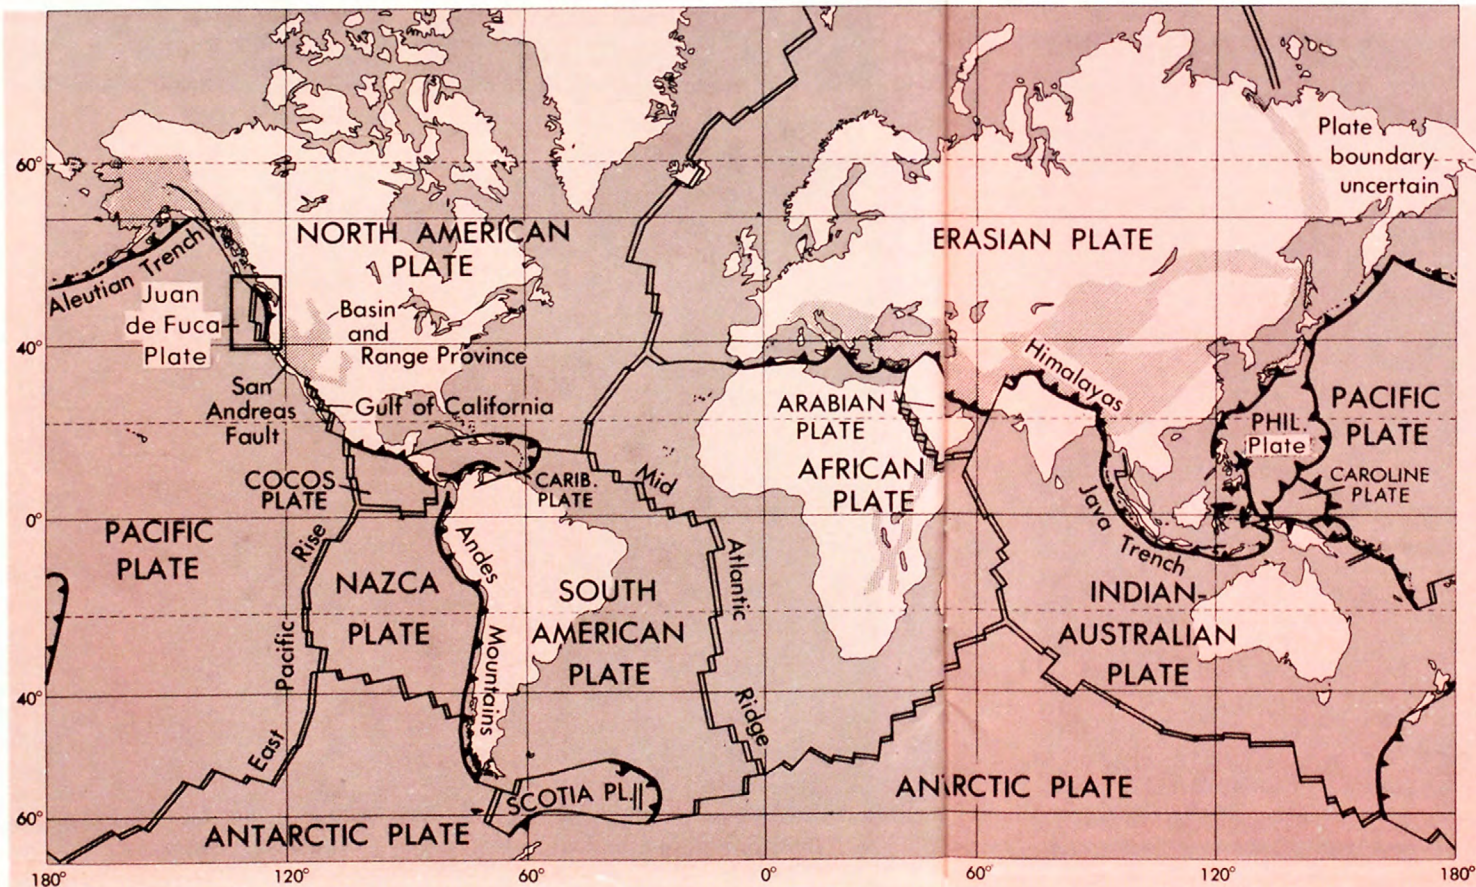 60°
40°
0°
40°
60°
180°
120°
60°
0°
60°
120°
180°
Aleutian Trench
NORTH AMERICAN
PLATE
Juan
de Fuca
Plate
Basin
and
Range Province
San
Andreas
Fault
Gulf of California
COCOS
PLATE
CARIB.
PLATE
PACIFIC
PLATE
East Pacific Rise
NAZCA
PLATE
Andes
Mountains
SOUTH
AMERICAN
PLATE
Mid
Atlantic
Ridge
SCOTIA PL.
ANTARCTIC PLATE
ERASIAN PLATE
Plate
boundary
uncertain
ARABIAN
PLATE
AFRICAN
PLATE
Himalayas
Java Trench
PHIL.
Plate
PACIFIC
PLATE
CAROLINE
PLATE
INDIAN-
AUSTRALIAN
PLATE
ANRCTIC PLATE